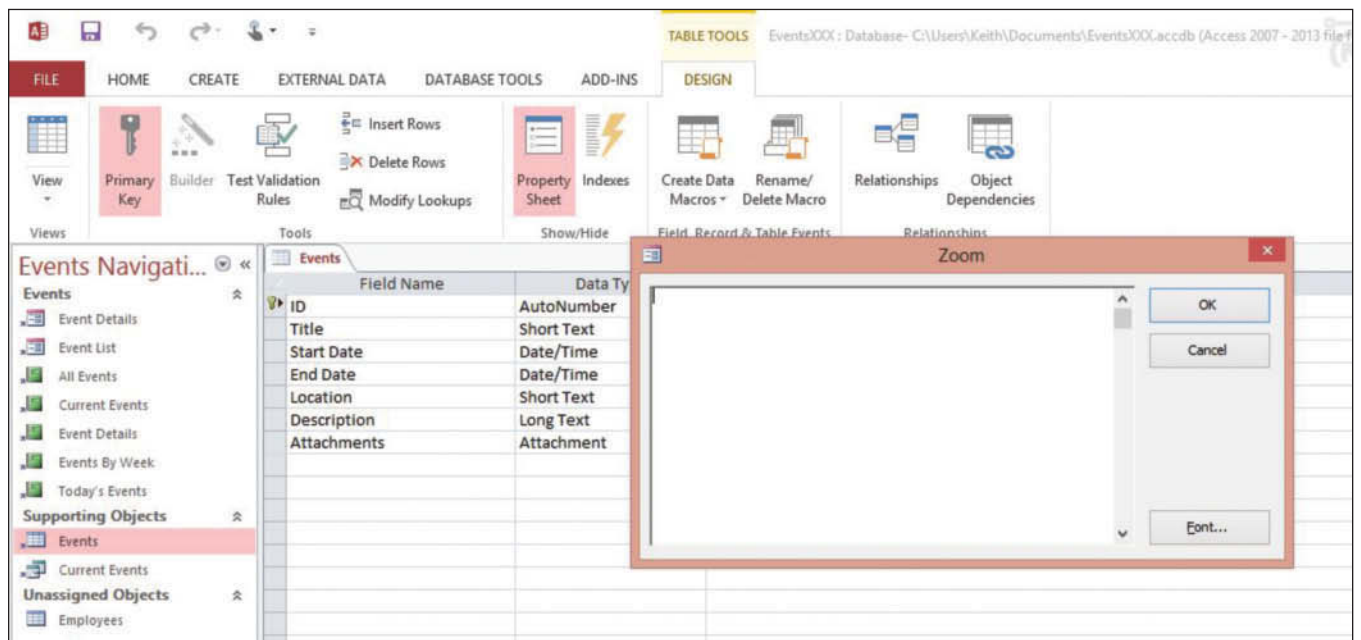 TABLE TOOLS EventsXXX : Database- C:\Users\Keith\Documents\EventsXXX.accdb (Access 2007 - 2013 file f
FILE HOME CREATE EXTERNAL DATA DATABASE TOOLS ADD-INS DESIGN
View
Primary Key
Builder
Test Validation Rules
Insert Rows
Delete Rows
Modify Lookups
Property Sheet
Indexes
Create Data Macros
Rename/ Delete Macro
Relationships
Object Dependencies
Views Tools Show/Hide Field, Record & Table Events Relationships
Events Navigati... «
Events
Event Details
Event List
All Events
Current Events
Event Details
Events By Week
Today's Events
Supporting Objects
Events
Current Events
Unassigned Objects
Employees
Events
Field Name Data Ty
ID AutoNumber
Title Short Text
Start Date Date/Time
End Date Date/Time
Location Short Text
Description Long Text
Attachments Attachment
Zoom
OK
Cancel
Font...